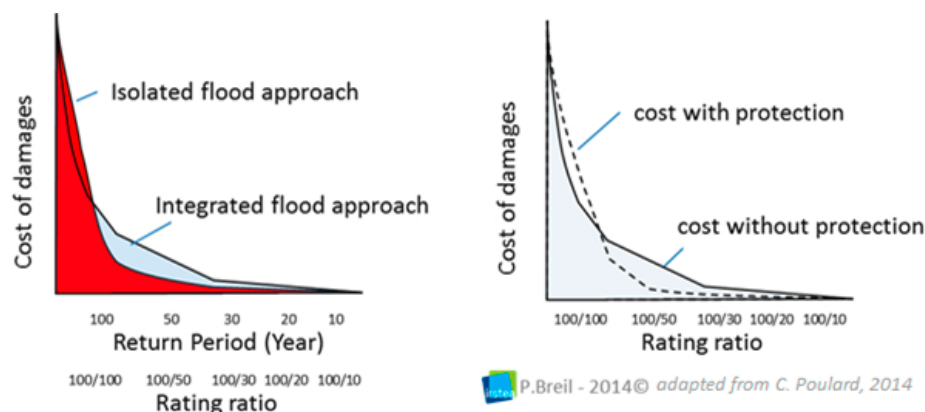 Cost of damages
Isolated flood approach
Integrated flood approach
100 50 30 20 10
Return Period (Year)
100/100 100/50 100/30 100/20 100/10
Rating ratio
Cost of damages
cost with protection
cost without protection
100/100 100/50 100/30 100/20 100/10
Rating ratio
irstea P.Breil - 2014© adapted from C. Poulard, 2014